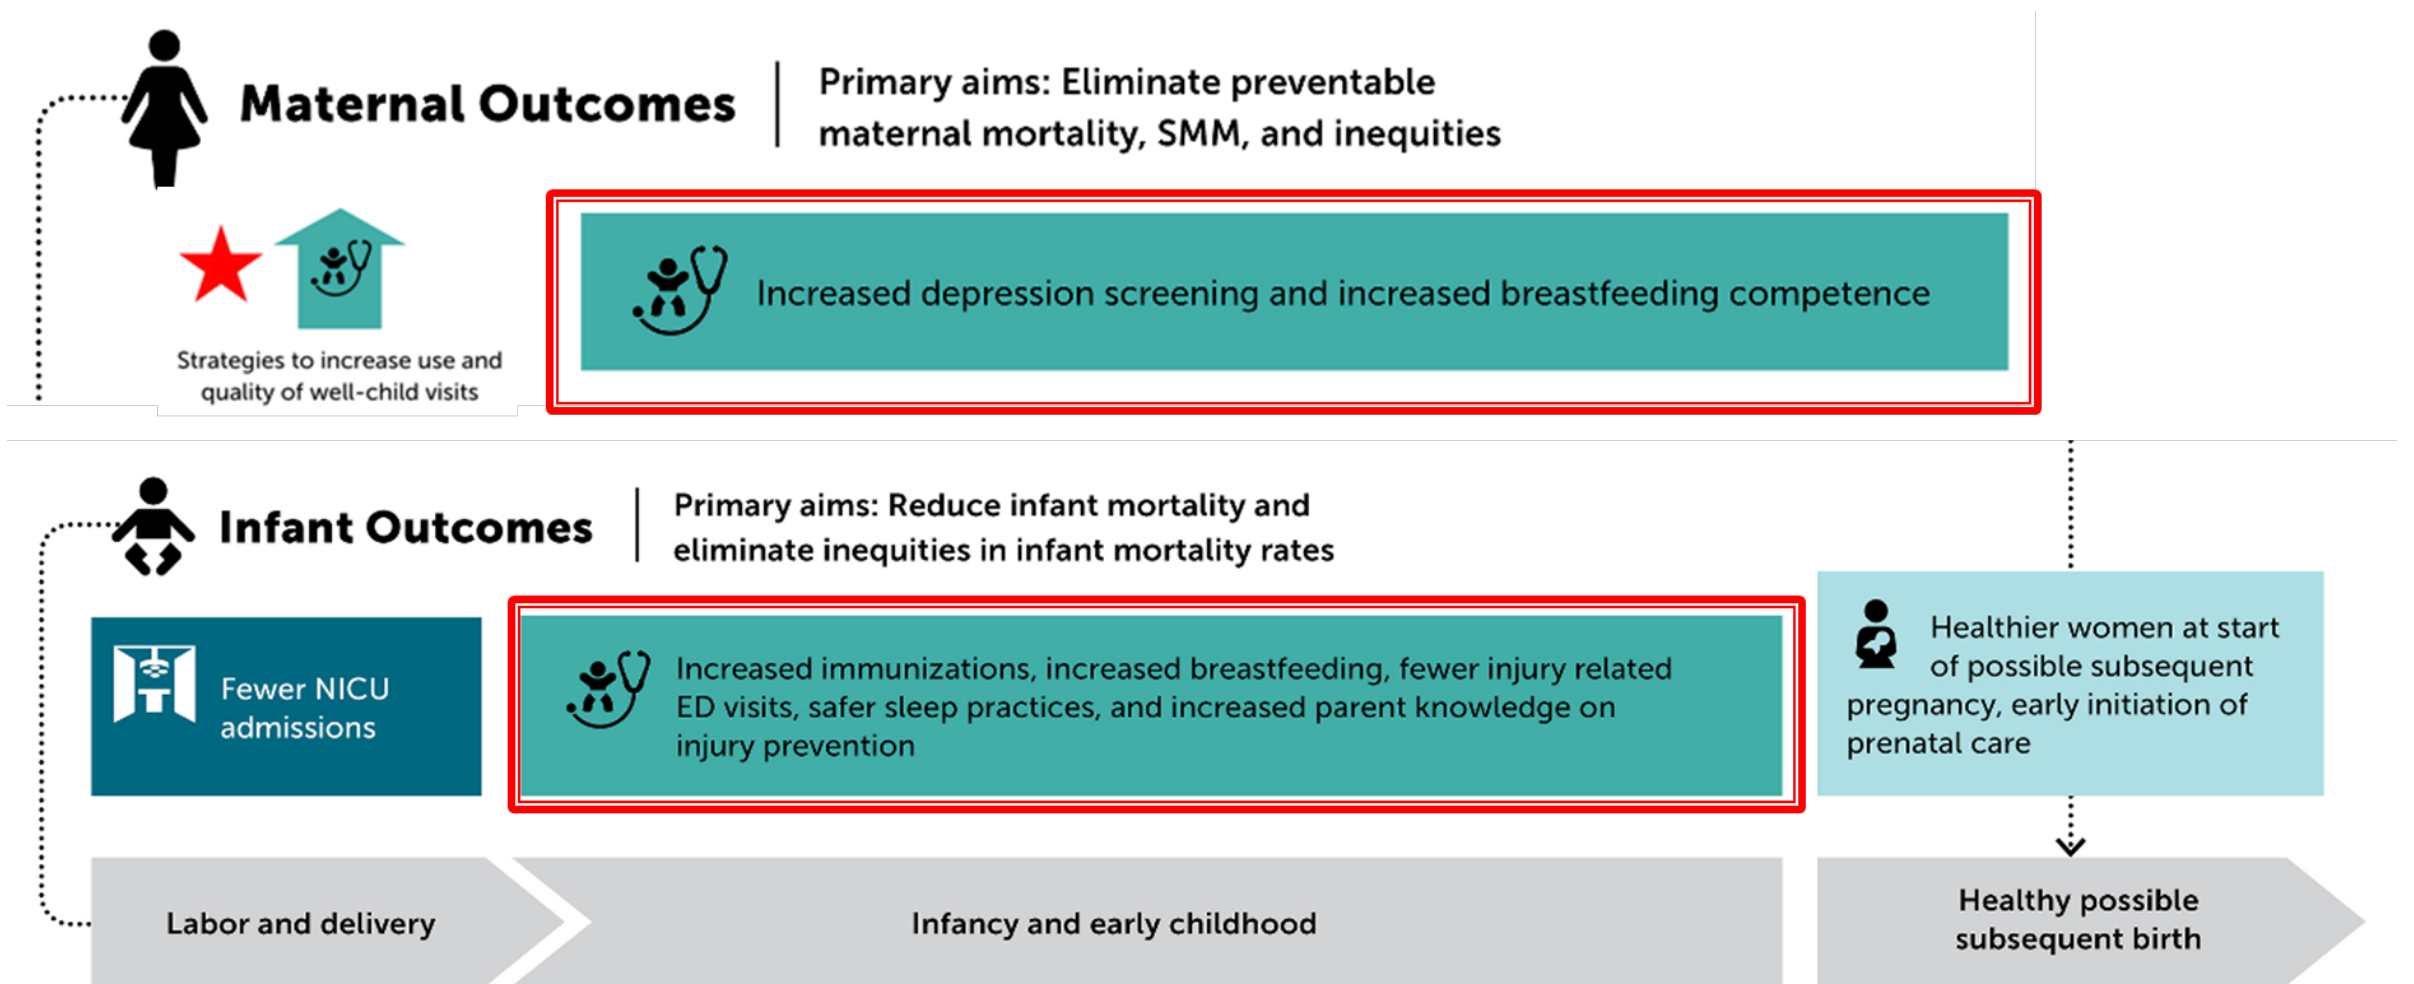 Maternal Outcomes
Primary aims: Eliminate preventable
maternal mortality, SMM, and inequities
Strategies to increase use and
quality of well-child visits
Increased depression screening and increased breastfeeding competence
Infant Outcomes
Primary aims: Reduce infant mortality and
eliminate inequities in infant mortality rates
Fewer NICU
admissions
Increased immunizations, increased breastfeeding, fewer injury related
ED visits, safer sleep practices, and increased parent knowledge on
injury prevention
Healthier women at start
of possible subsequent
pregnancy, early initiation of
prenatal care
Labor and delivery
Infancy and early childhood
Healthy possible
subsequent birth